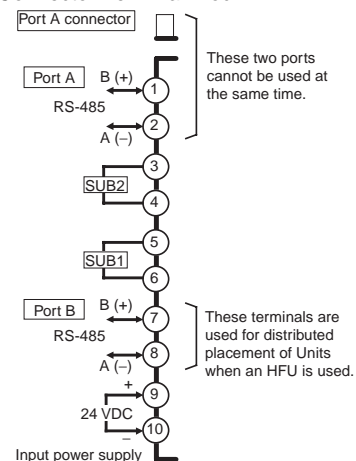 Port A connector
These two ports
cannot be used at
the same time.
Port A
B (+)
1
RS-485
2
A (−)
3
SUB2
4
5
SUB1
6
Port B
B (+)
7
RS-485
8
A (−)
These terminals are
used for distributed
placement of Units
when an HFU is used.
+
9
24 VDC
−
10
Input power supply